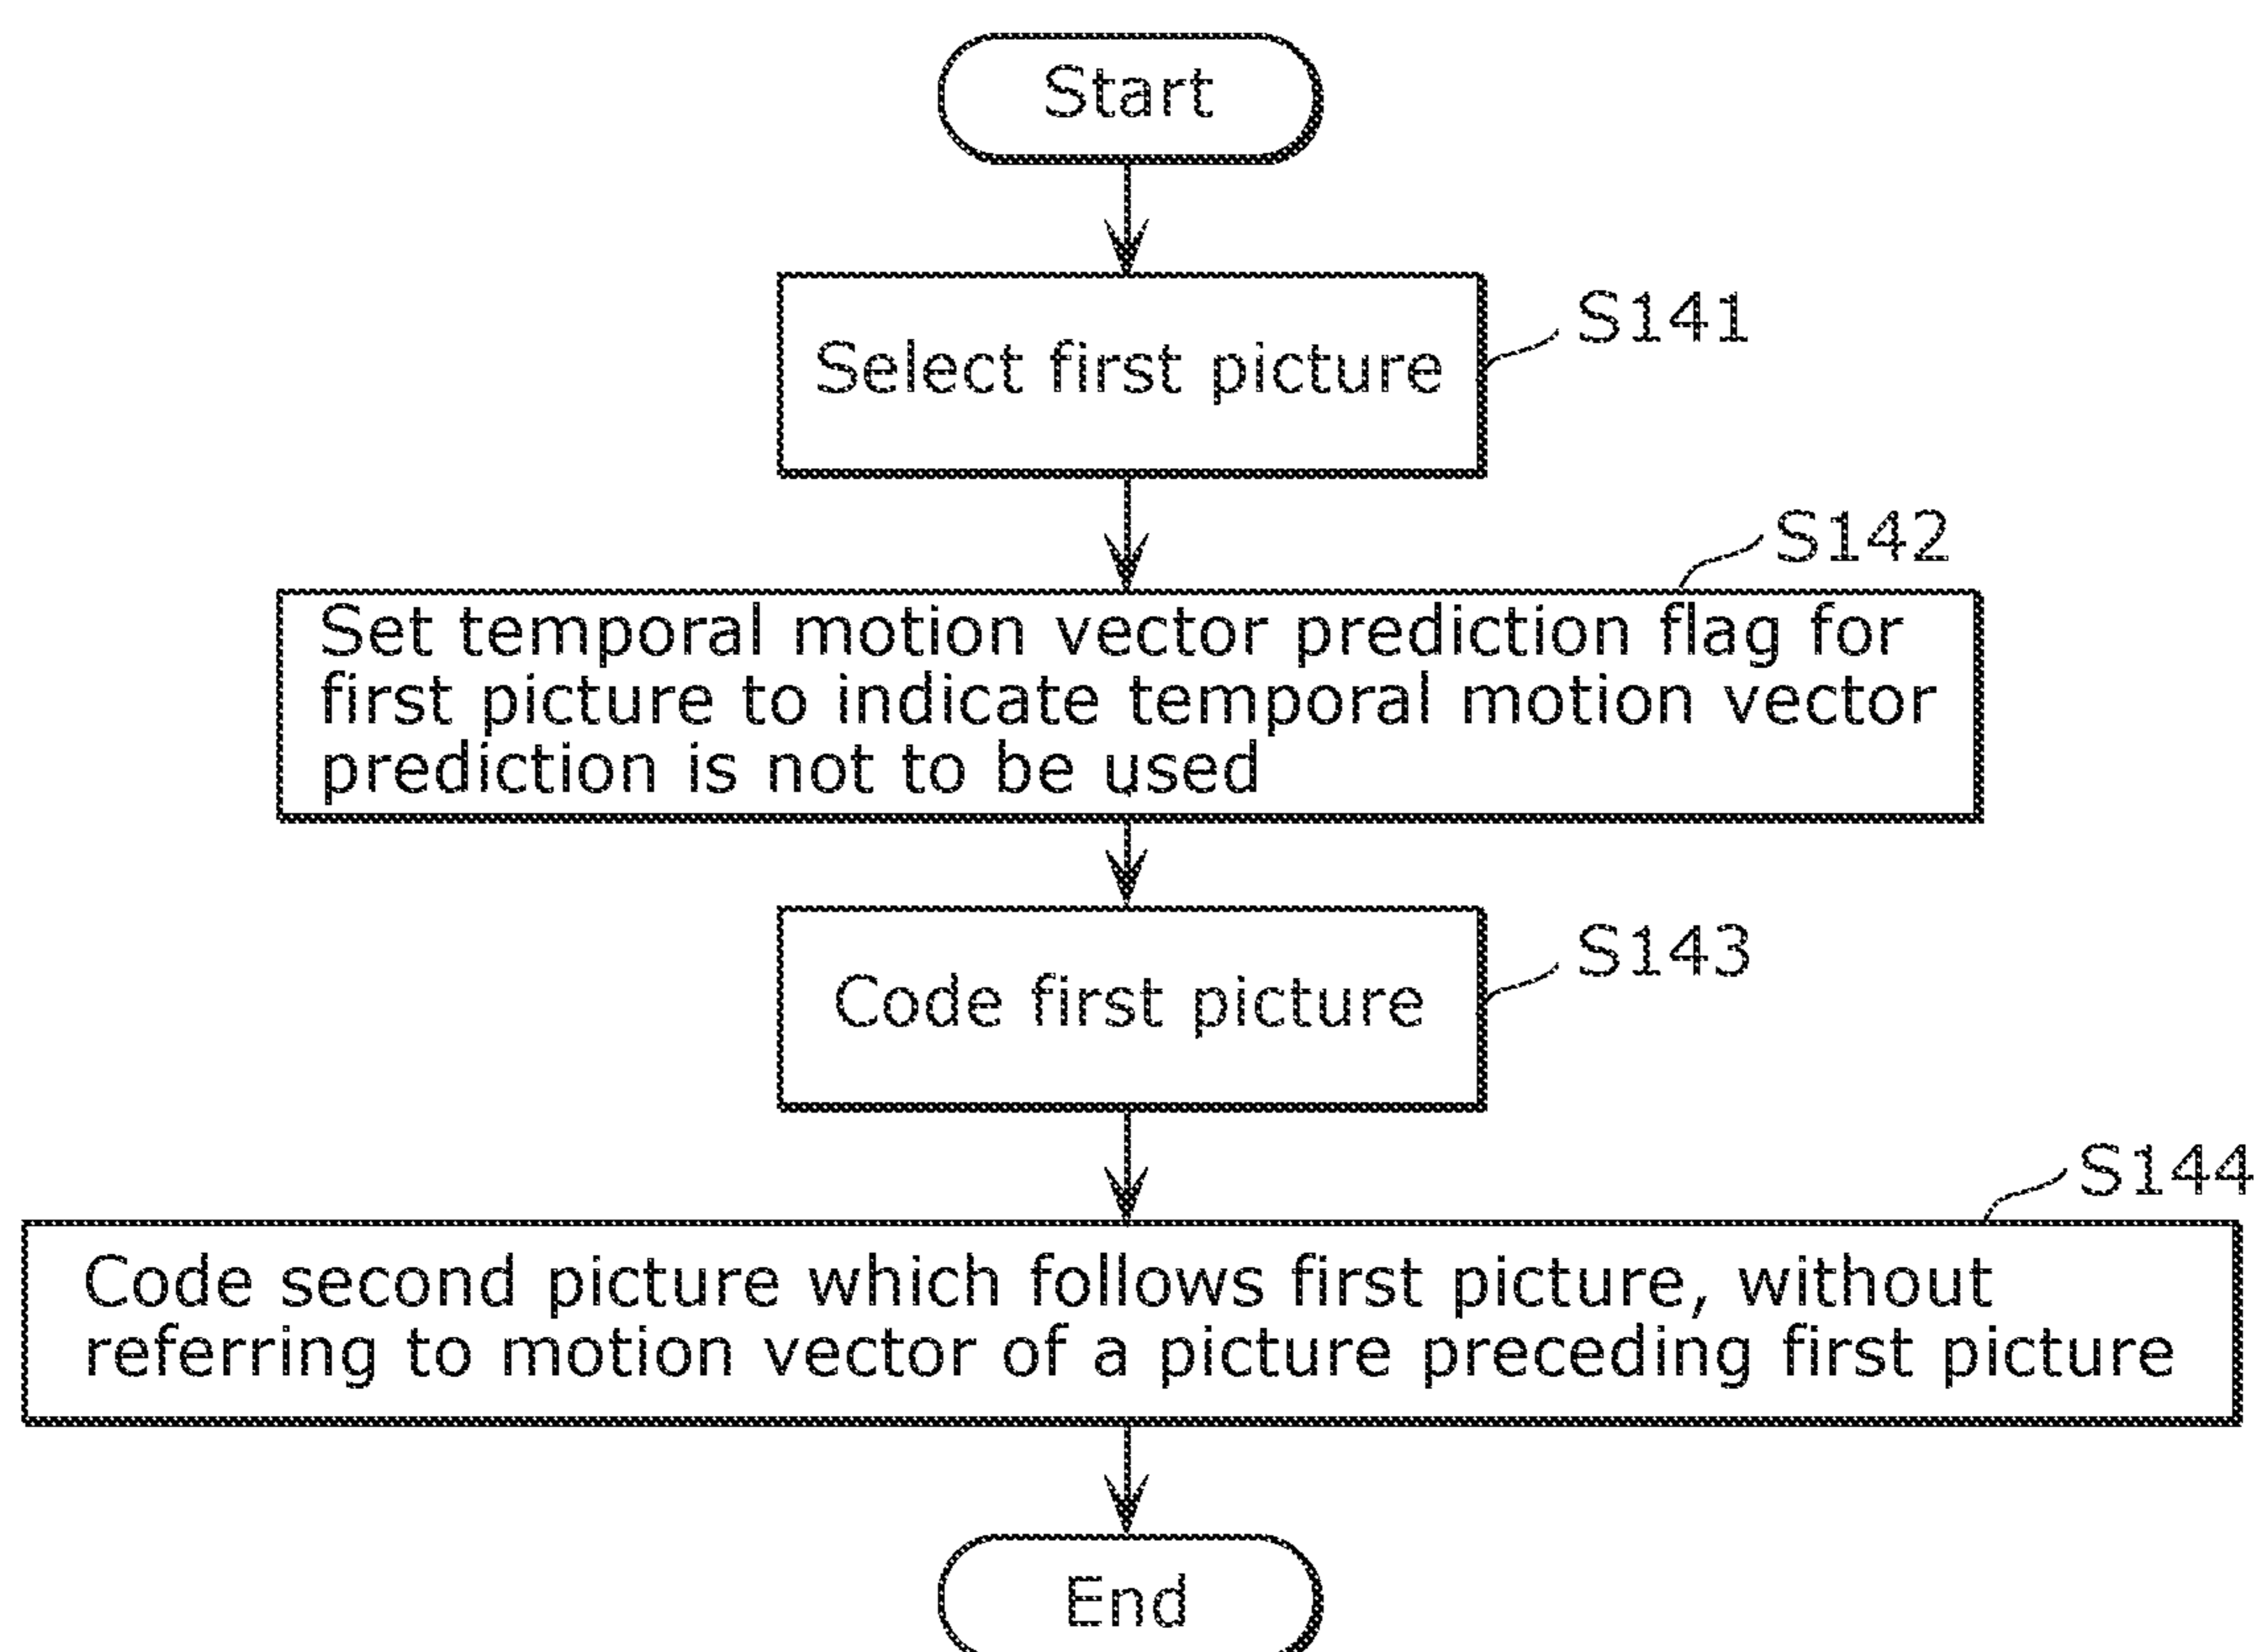 Start
Select first picture
S141
S142
Set temporal motion vector prediction flag for
first picture to indicate temporal motion vector
prediction is not to be used
Code first picture
S143
S144
Code second picture which follows first picture, without
referring to motion vector of a picture preceding first picture
End